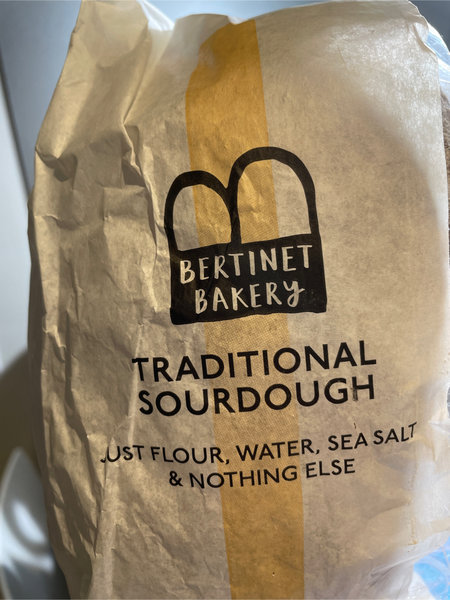 BERTINET
BAKERY
TRADITIONAL
SOURDOUGH
JUST FLOUR, WATER, SEA SALT
& NOTHING ELSE